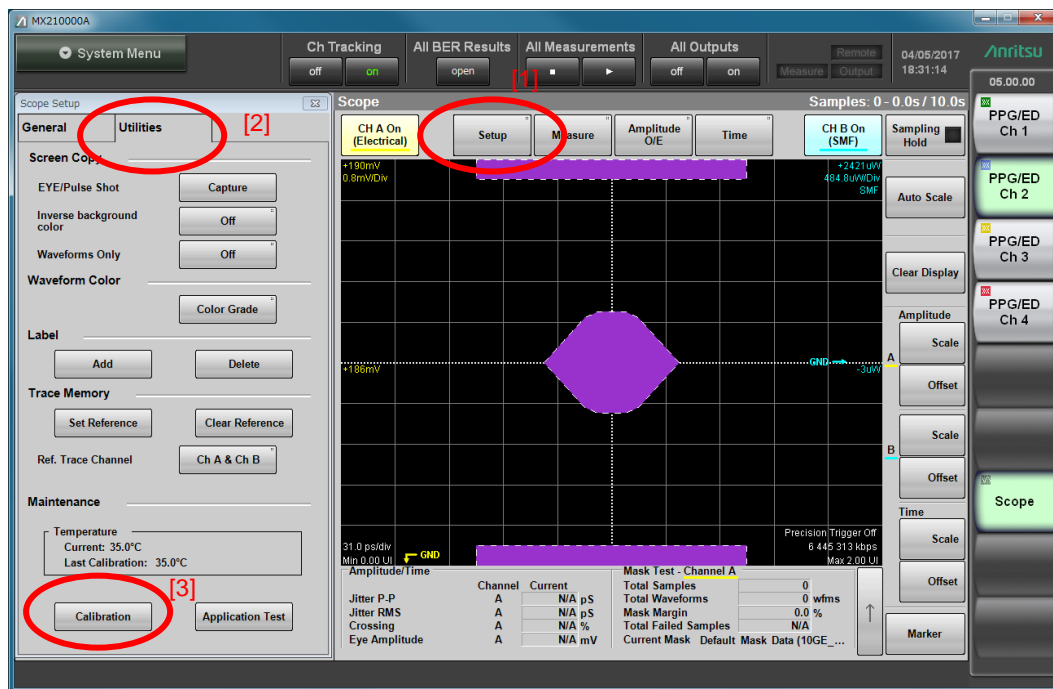 MX210000A
System Menu
Ch Tracking
off on
All BER Results
open
All Measurements
All Outputs
off on
Remote
Measure Output
04/05/2017
18:31:14
Anritsu
05.00.00
[1]
Scope Setup
General Utilities
[2]
Screen Copy
EYE/Pulse Shot Capture
Inverse background
color
Off
Waveforms Only Off
Waveform Color
Color Grade
Label
Add Delete
Trace Memory
Set Reference Clear Reference
Ref. Trace Channel Ch A & Ch B
Maintenance
Temperature
Current: 35.0°C
Last Calibration: 35.0°C
[3]
Calibration Application Test
Scope Samples: 0 - 0.0s / 10.0s
CH A On
(Electrical)
Setup
Measure
Amplitude
O/E
Time
CH B On
(SMF)
Sampling
Hold
+190mV
0.8mV/Div
+2421uW
484.8uW/Div
SMF
+186mV
GND
-3uW
31.0 ps/div
Min 0.00 UI
GND
Precision Trigger Off
6 445 313 kbps
Max 2.00 UI
Auto Scale
Clear Display
Amplitude
A
Scale
Offset
B
Scale
Offset
Time
Scale
Offset
Marker
Amplitude/Time
Channel Current
Jitter P-P A N/A pS
Jitter RMS A N/A pS
Crossing A N/A %
Eye Amplitude A N/A mV
Mask Test - Channel A
Total Samples 0
Total Waveforms 0 wfms
Mask Margin 0.0 %
Total Failed Samples N/A
Current Mask Default Mask Data (10GE_...
PPG/ED
Ch 1
PPG/ED
Ch 2
PPG/ED
Ch 3
PPG/ED
Ch 4
Scope